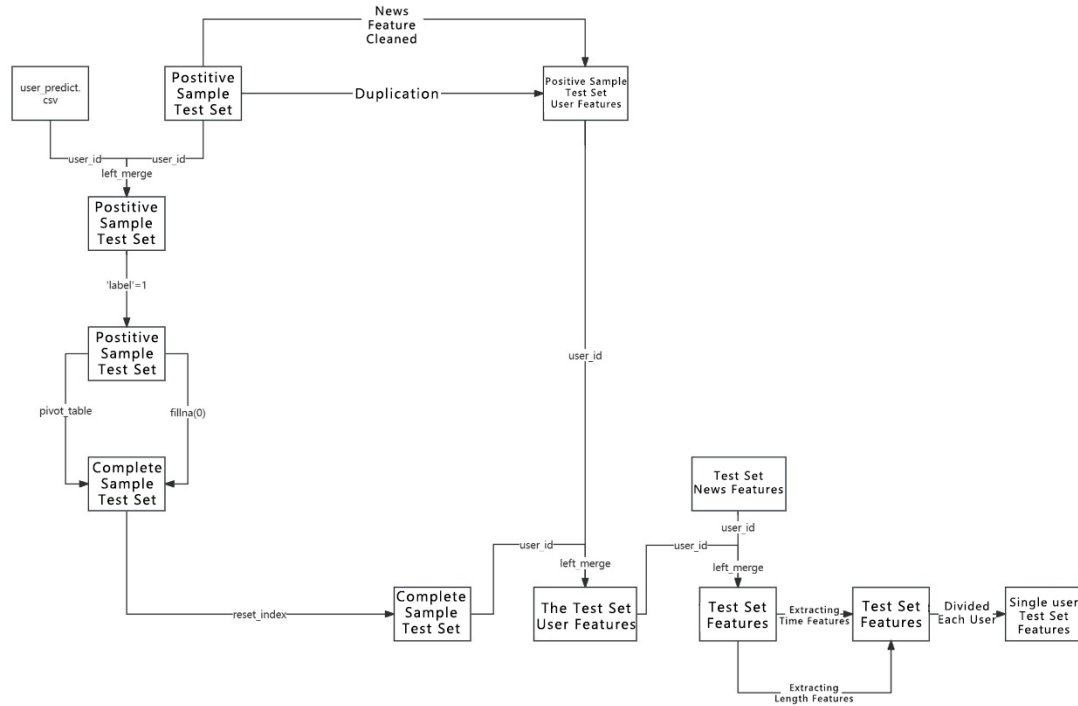 News
Feature
Cleaned
user_predict.
csv
Postitive
Sample
Test Set
Duplication
Positive Sample
Test Set
User Features
user_id
user_id
left_merge
Postitive
Sample
Test Set
'label'=1
Postitive
Sample
Test Set
user_id
pivot_table
fillna(0)
Complete
Sample
Test Set
Test Set
News Features
user_id
user_id
user_id
left_merge
left_merge
reset_index
Complete
Sample
Test Set
The Test Set
User Features
Test Set
Features
Extracting
Time Features
Test Set
Features
Divided
Each User
Single user
Test Set
Features
Extracting
Length Features